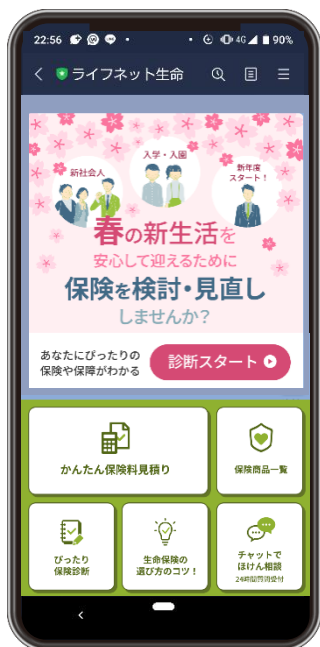 22:56
4G 90%
ライフネット生命
新社会人
入学・入園
新年度
スタート！
春の新生活を
安心して迎えるために
保険を検討・見直し
しませんか？
あなたにぴったりの
保険や保障がわかる
診断スタート
かんたん保険料見積り
保険商品一覧
ぴったり
保険診断
生命保険の
選び方のコツ！
チャットで
ほけん相談
24時間質問受付